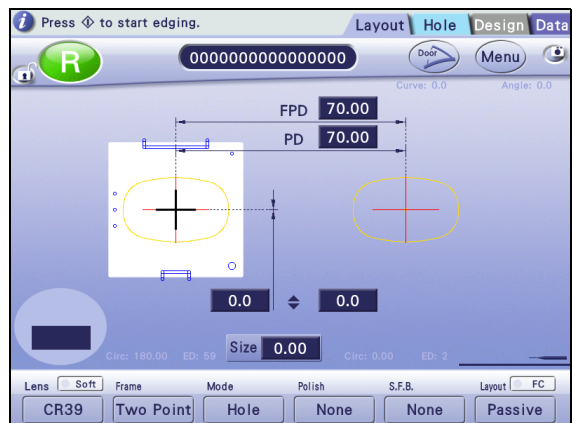 i Press to start edging. Layout Hole Design Data
R 0000000000000000 Door Menu
Curve: 0.0 Angle: 0.0
FPD 70.00
PD 70.00
0.0 0.0
Size 0.00
Circ: 180.00 ED: 59 Circ: 0.00 ED: 2
Lens Soft Frame Mode Polish S.F.B. Layout FC
CR39 Two Point Hole None None Passive